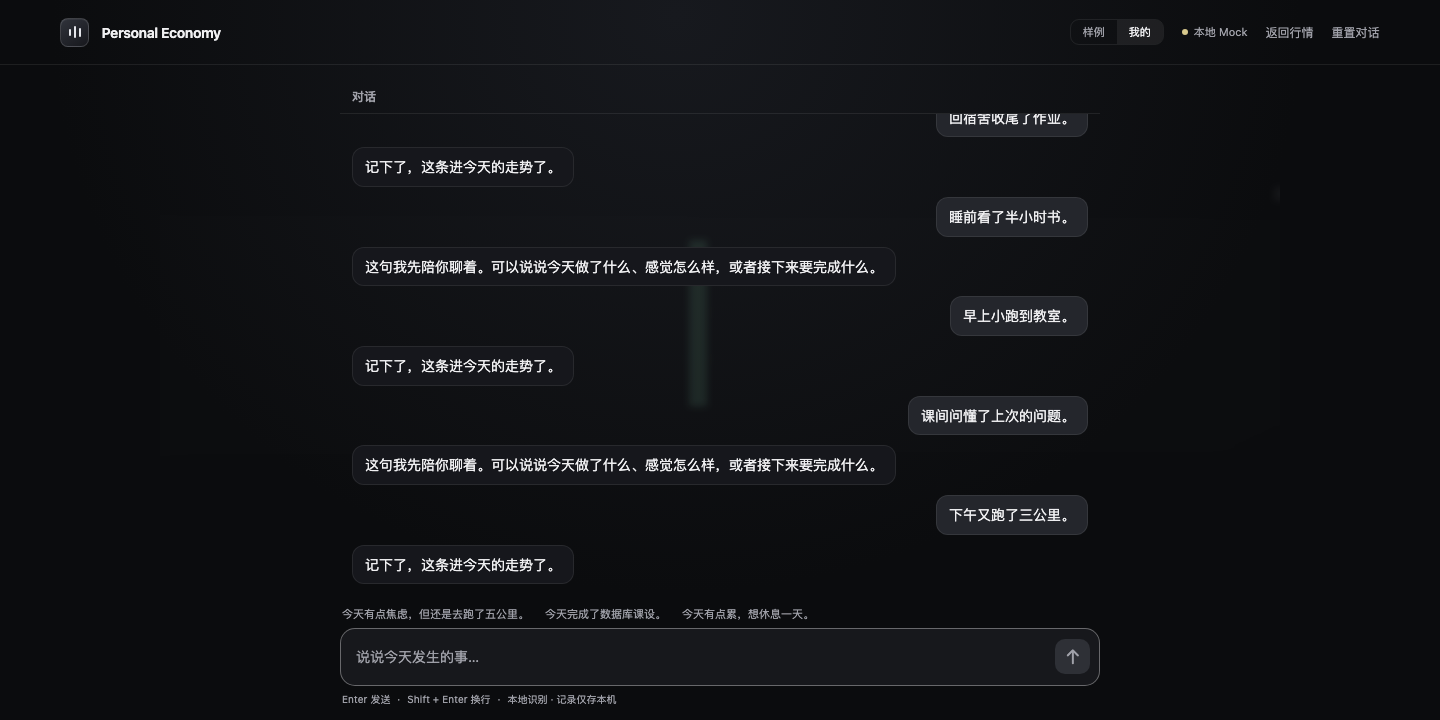 Personal Economy
样例
我的
本地 Mock
返回行情
重置对话
对话
回宿舍收尾了作业。
记下了，这条进今天的走势了。
睡前看了半小时书。
这句我先陪你聊着。可以说说今天做了什么、感觉怎么样，或者接下来要完成什么。
早上小跑到教室。
记下了，这条进今天的走势了。
课间问懂了上次的问题。
这句我先陪你聊着。可以说说今天做了什么、感觉怎么样，或者接下来要完成什么。
下午又跑了三公里。
记下了，这条进今天的走势了。
今天有点焦虑，但还是去跑了五公里。
今天完成了数据库课设。
今天有点累，想休息一天。
说说今天发生的事...
Enter 发送 · Shift + Enter 换行 · 本地识别 · 记录仅存本机